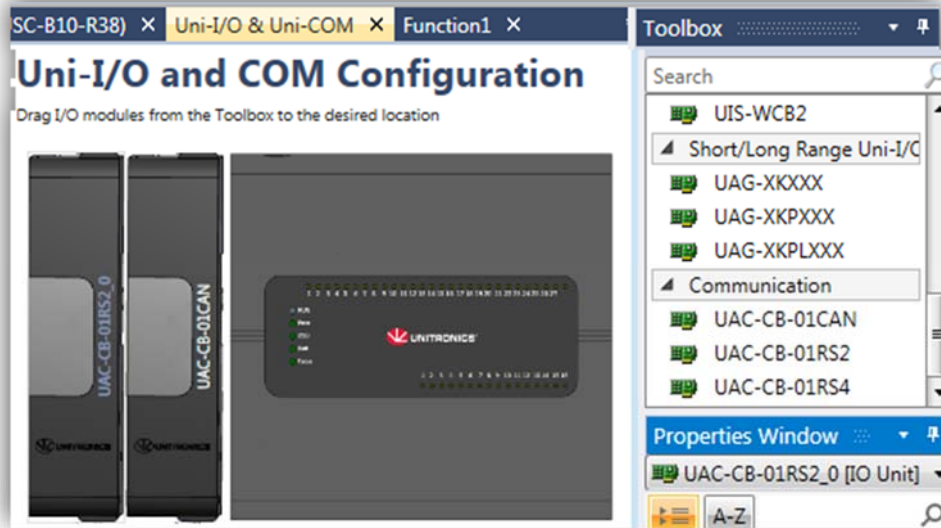 SC-B10-R38) X Uni-I/O & Uni-COM X Function1 X
Uni-I/O and COM Configuration
Drag I/O modules from the Toolbox to the desired location
UAC-CB-01RS2_0
UAC-CB-01CAN
UNITRONICS
UNITRONICS
UNITRONICS
Toolbox
Search
UIS-WCB2
Short/Long Range Uni-I/O
UAG-XKXXX
UAG-XKPXXX
UAG-XKPLXXX
Communication
UAC-CB-01CAN
UAC-CB-01RS2
UAC-CB-01RS4
Properties Window
UAC-CB-01RS2_0 [IO Unit]
A-Z